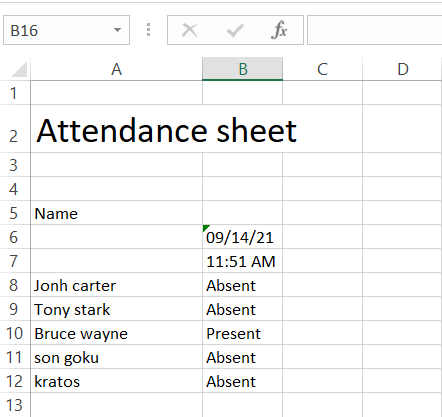 B16 fx
A B C D
1
2 Attendance sheet
3
4
5 Name
6 09/14/21
7 11:51 AM
8 Jonh carter Absent
9 Tony stark Absent
10 Bruce wayne Present
11 son goku Absent
12 kratos Absent
13